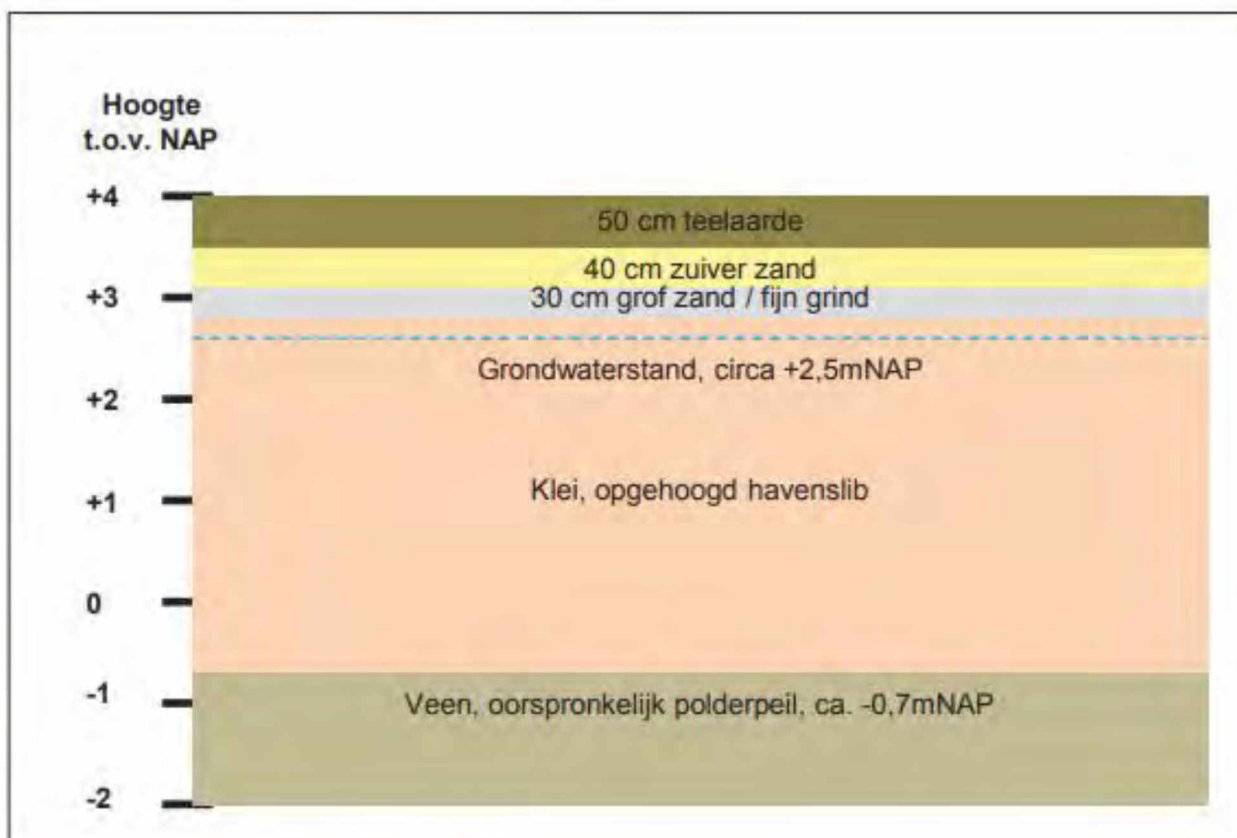 Hoogte
t.o.v. NAP
+4
50 cm teelaarde
40 cm zuiver zand
+3
30 cm grof zand / fijn grind
Grondwaterstand, circa +2,5mNAP
+2
Klei, opgehoogd havenslib
+1
0
-1
Veen, oorspronkelijk polderpeil, ca. -0,7mNAP
-2